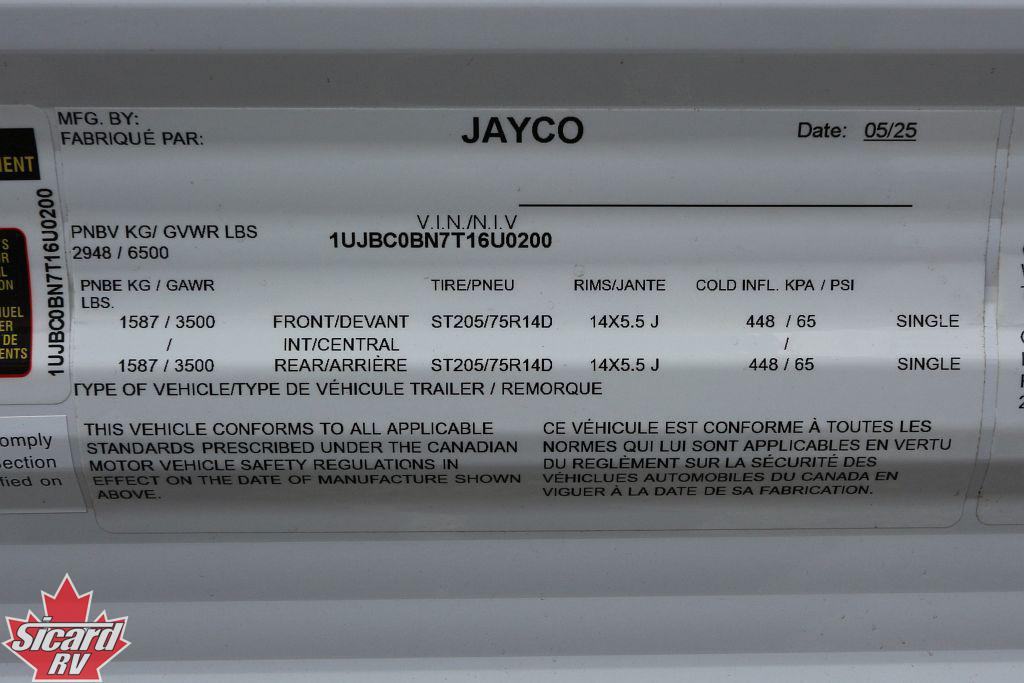 MFG. BY:
FABRIQUÉ PAR:
JAYCO
Date: 05/25
V.I.N./N.I.V
1UJBC0BN7T16U0200
PNBV KG/ GVWR LBS
2948 / 6500
PNBE KG / GAWR LBS. TIRE/PNEU RIMS/JANTE COLD INFL. KPA / PSI
1587 / 3500 FRONT/DEVANT ST205/75R14D 14X5.5 J 448 / 65 SINGLE
/ INT/CENTRAL /
1587 / 3500 REAR/ARRIÈRE ST205/75R14D 14X5.5 J 448 / 65 SINGLE
TYPE OF VEHICLE/TYPE DE VÉHICULE TRAILER / REMORQUE
THIS VEHICLE CONFORMS TO ALL APPLICABLE
STANDARDS PRESCRIBED UNDER THE CANADIAN
MOTOR VEHICLE SAFETY REGULATIONS IN
EFFECT ON THE DATE OF MANUFACTURE SHOWN
ABOVE.
CE VÉHICULE EST CONFORME À TOUTES LES
NORMES QUI LUI SONT APPLICABLES EN VERTU
DU REGLÈMENT SUR LA SÉCURITÉ DES
VÉHICLUES AUTOMOBILES DU CANADA EN
VIGUER À LA DATE DE SA FABRICATION.
1UJBC0BN7T16U0200
Sicard
RV